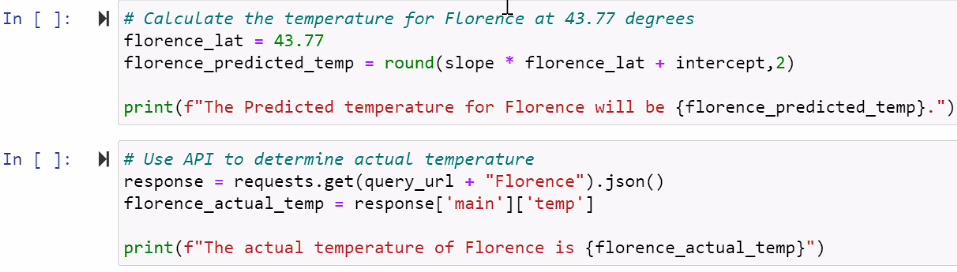 In [ ]: # Calculate the temperature for Florence at 43.77 degrees
florence_lat = 43.77
florence_predicted_temp = round(slope * florence_lat + intercept,2)
print(f"The Predicted temperature for Florence will be {florence_predicted_temp}.")
In [ ]: # Use API to determine actual temperature
response = requests.get(query_url + "Florence").json()
florence_actual_temp = response['main']['temp']
print(f"The actual temperature of Florence is {florence_actual_temp}")